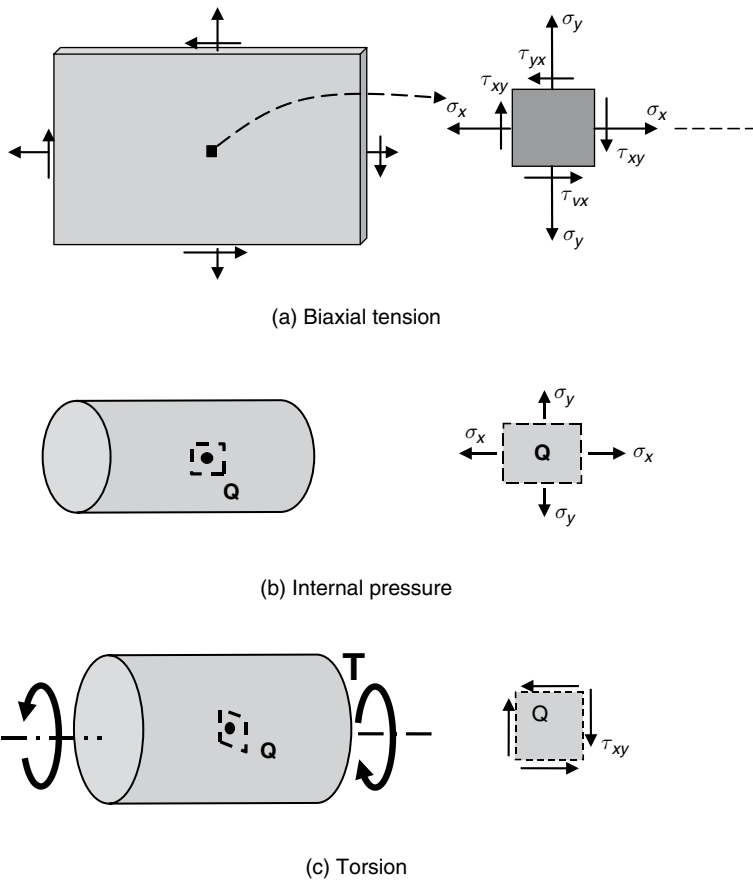 σy
τyx
τxy
σx
σx
τxy
τvx
σy
(a) Biaxial tension
σy
σx
Q
σx
Q
σy
(b) Internal pressure
T
Q
Q
τxy
(c) Torsion